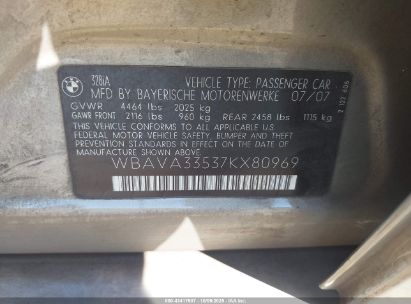 328iA VEHICLE TYPE: PASSENGER CAR
MFD BY BAYERISCHE MOTORENWERKE 07/07
GVWR 4464 lbs 2025 kg
GAWR FRONT 2116 lbs 960 kg REAR 2458 lbs 1115 kg
THIS VEHICLE CONFORMS TO ALL APPLICABLE U.S.
FEDERAL MOTOR VEHICLE SAFETY, BUMPER AND THEFT
PREVENTION STANDARDS IN EFFECT ON THE DATE OF
MANUFACTURE SHOWN ABOVE.
WBAVA33537KX80969